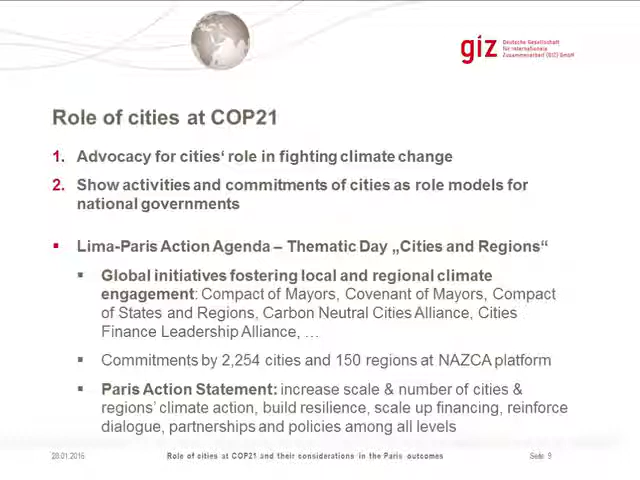 giz Deutsche Gesellschaft
für Internationale
Zusammenarbeit (GIZ) GmbH
Role of cities at COP21
1. Advocacy for cities‘ role in fighting climate change
2. Show activities and commitments of cities as role models for
national governments
▪ Lima-Paris Action Agenda – Thematic Day „Cities and Regions“
▪ Global initiatives fostering local and regional climate
engagement: Compact of Mayors, Covenant of Mayors, Compact
of States and Regions, Carbon Neutral Cities Alliance, Cities
Finance Leadership Alliance, …
▪ Commitments by 2,254 cities and 150 regions at NAZCA platform
▪ Paris Action Statement: increase scale & number of cities &
regions’ climate action, build resilience, scale up financing, reinforce
dialogue, partnerships and policies among all levels
28.01.2016 Role of cities at COP21 and their considerations in the Paris outcomes Seite 9